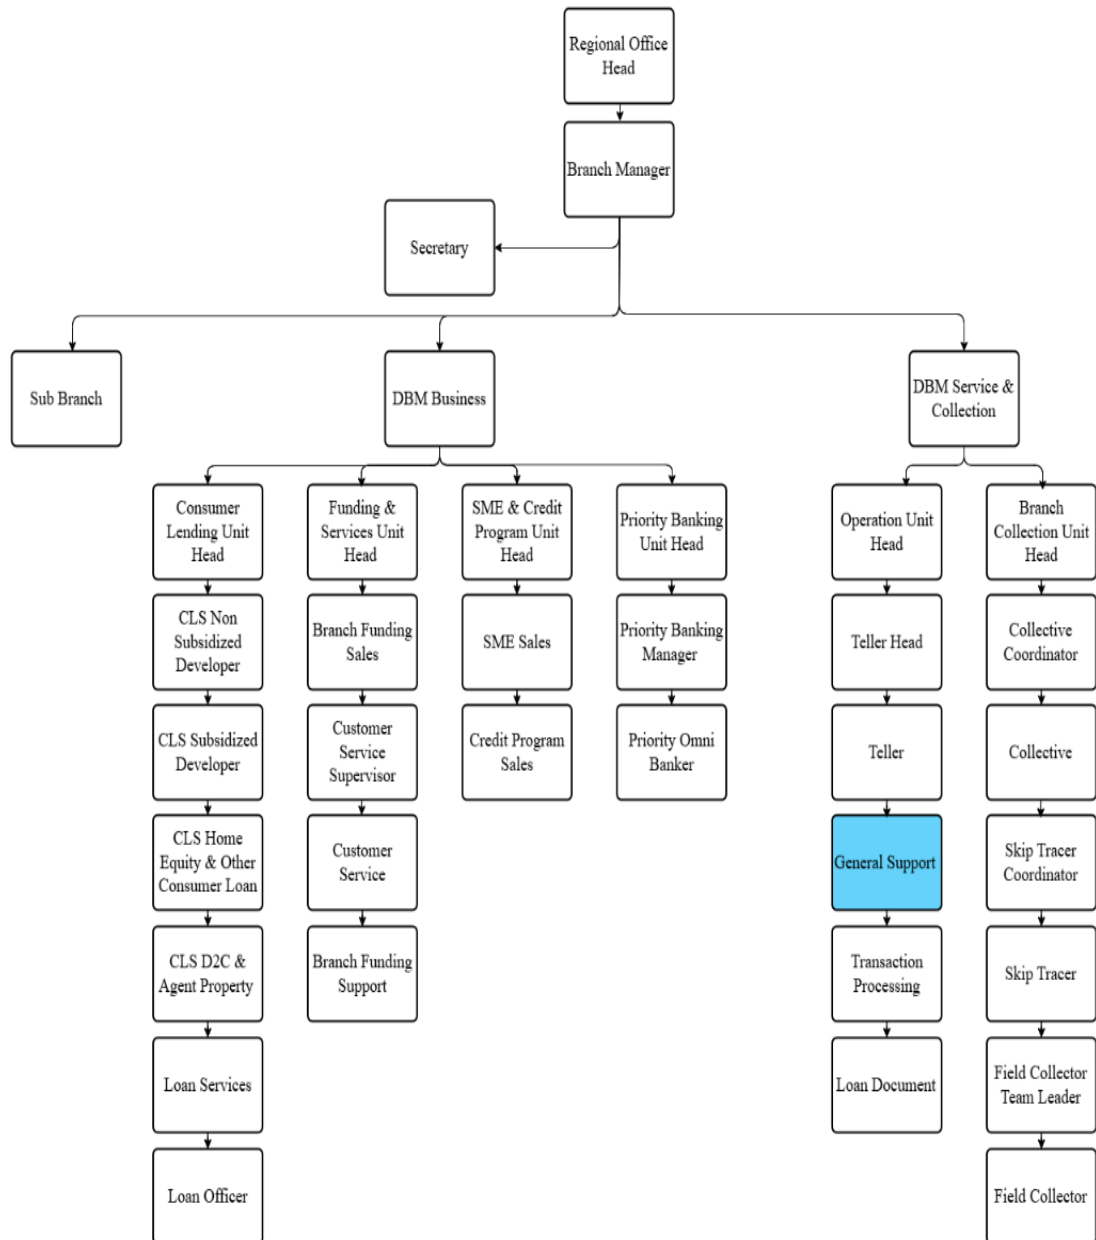 Regional Office
Head
Branch Manager
Secretary
Sub Branch
DBM Business
DBM Service &
Collection
Consumer
Lending Unit
Head
Funding &
Services Unit
Head
SME & Credit
Program Unit
Head
Priority Banking
Unit Head
Operation Unit
Head
Branch
Collection Unit
Head
CLS Non
Subsidized
Developer
Branch Funding
Sales
SME Sales
Priority Banking
Manager
Teller Head
Collective
Coordinator
CLS Subsidized
Developer
Customer
Service
Supervisor
Credit Program
Sales
Priority Omni
Banker
Teller
Collective
CLS Home
Equity & Other
Consumer Loan
Customer
Service
General Support
Skip Tracer
Coordinator
CLS D2C &
Agent Property
Branch Funding
Support
Transaction
Processing
Skip Tracer
Loan Services
Loan Document
Field Collector
Team Leader
Loan Officer
Field Collector